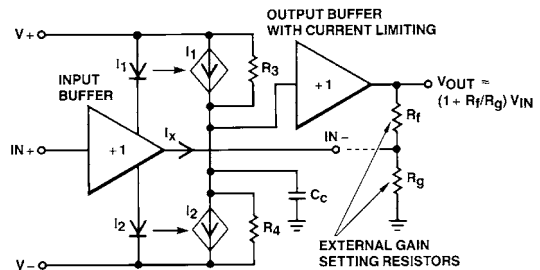 OUTPUT BUFFER
WITH CURRENT LIMITING
V+
I1
I1
R3
INPUT
BUFFER
+1
VOUT =
(1 + Rf/Rg) VIN
Rf
IN+
+1
Ix
IN-
Rg
Cc
I2
I2
R4
V-
EXTERNAL GAIN
SETTING RESISTORS